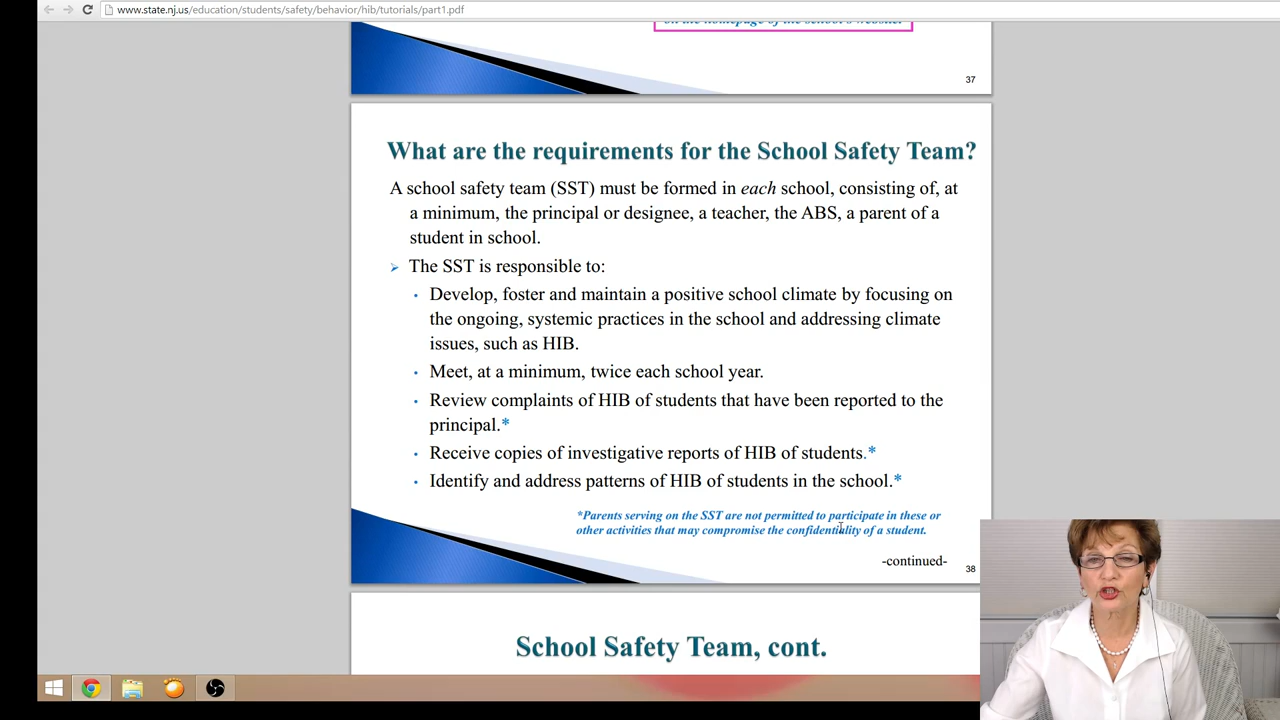 www.state.nj.us/education/students/safety/behavior/hib/tutorials/part1.pdf
on the homepage of the school's website.
37
What are the requirements for the School Safety Team?
A school safety team (SST) must be formed in each school, consisting of, at
a minimum, the principal or designee, a teacher, the ABS, a parent of a
student in school.
➢ The SST is responsible to:
• Develop, foster and maintain a positive school climate by focusing on
the ongoing, systemic practices in the school and addressing climate
issues, such as HIB.
• Meet, at a minimum, twice each school year.
• Review complaints of HIB of students that have been reported to the
principal.*
• Receive copies of investigative reports of HIB of students.*
• Identify and address patterns of HIB of students in the school.*
*Parents serving on the SST are not permitted to participate in these or
other activities that may compromise the confidentiality of a student.
-continued-
38
School Safety Team, cont.